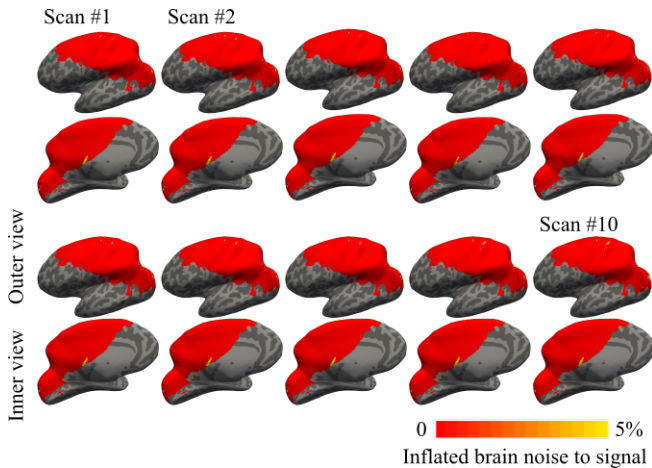 Scan #1
Scan #2
Outer view
Scan #10
Inner view
0
5%
Inflated brain noise to signal